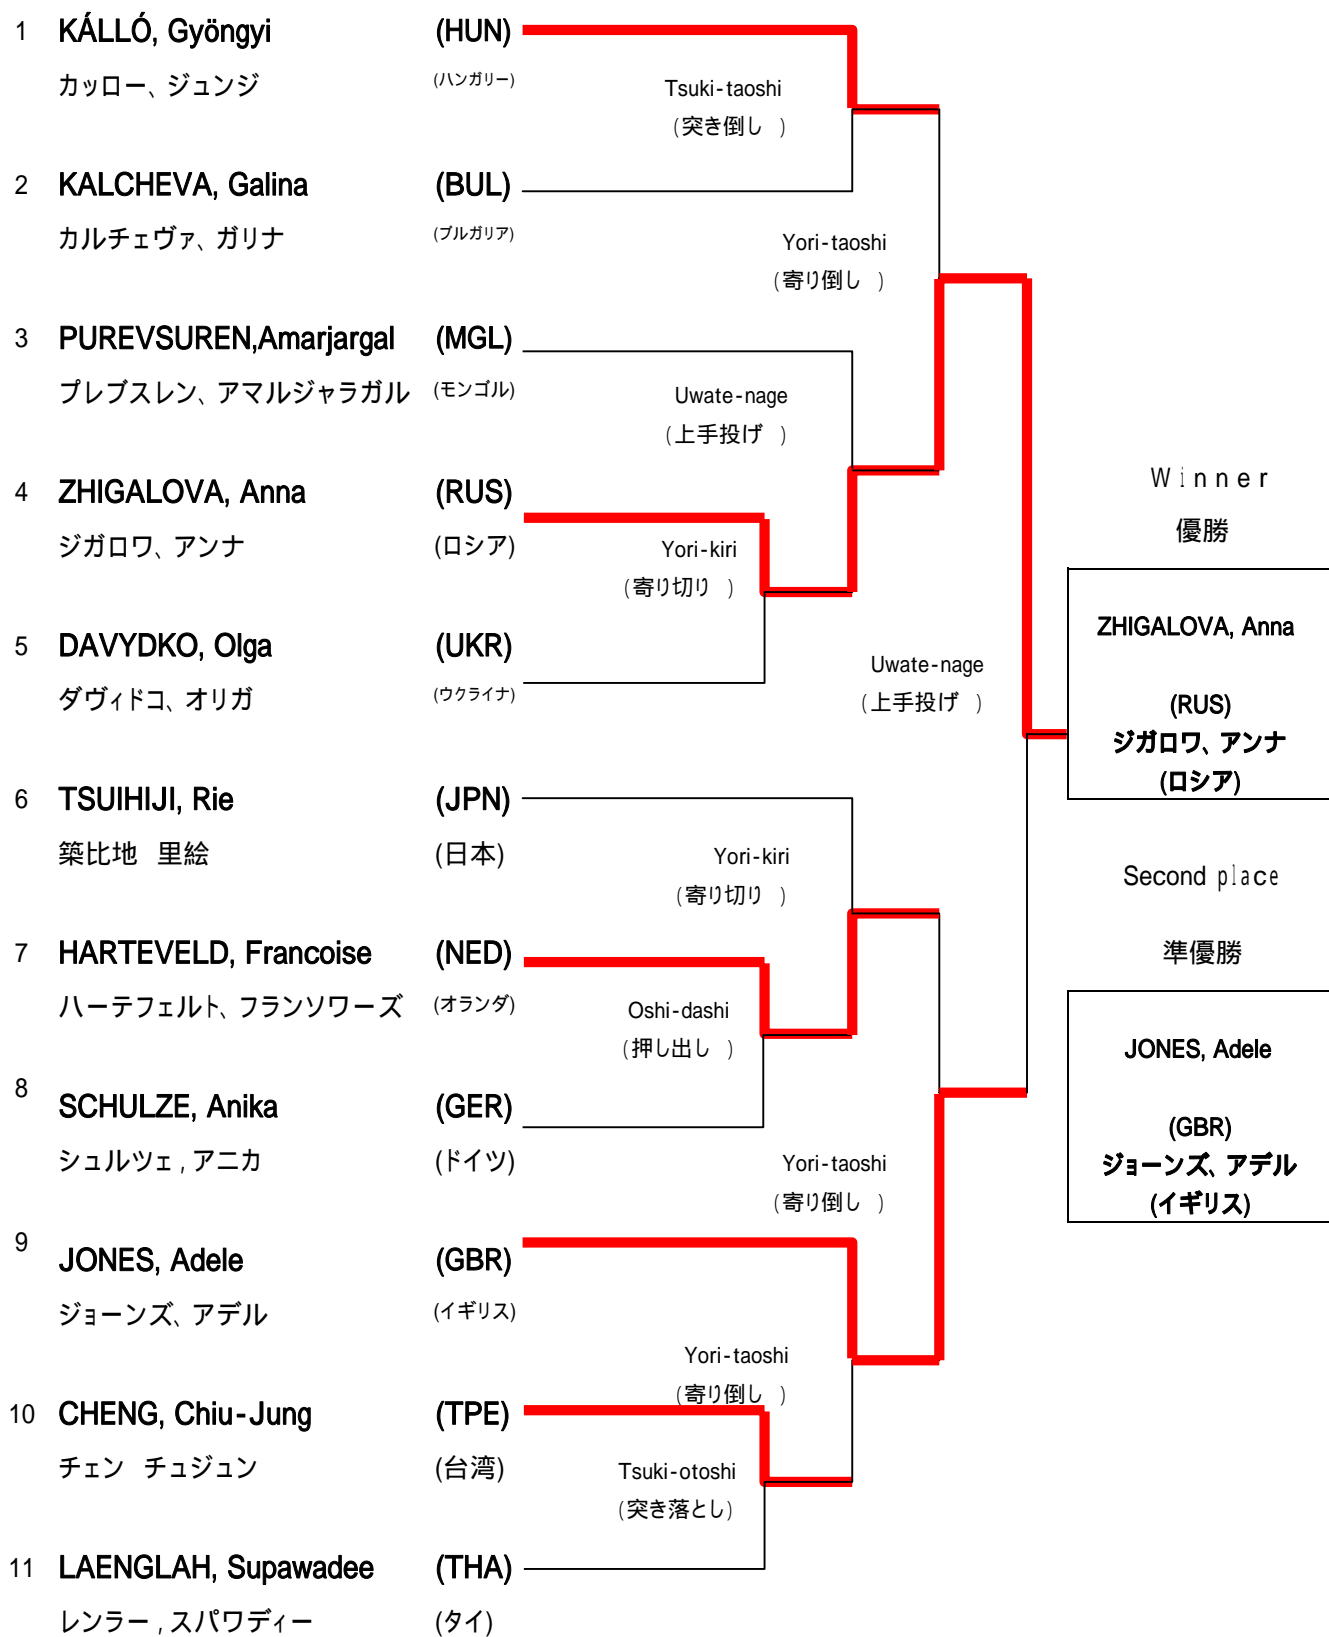 1 KÁLLÓ, Gyöngyi (HUN)
カッロー、ジュンジ (ハンガリー)
Tsuki-taoshi
(突き倒し )
2 KALCHEVA, Galina (BUL)
カルチェヴァ、ガリナ (ブルガリア)
Yori-taoshi
(寄り倒し )
3 PUREVSUREN,Amarjargal (MGL)
プレブスレン、アマルジャラガル (モンゴル)
Uwate-nage
(上手投げ )
4 ZHIGALOVA, Anna (RUS)
ジガロワ、アンナ (ロシア)
Yori-kiri
(寄り切り )
Winner
優勝
ZHIGALOVA, Anna
(RUS)
ジガロワ、アンナ
(ロシア)
5 DAVYDKO, Olga (UKR)
ダヴィドコ、オリガ (ウクライナ)
Uwate-nage
(上手投げ )
6 TSUIHIJI, Rie (JPN)
築比地 里絵 (日本)
Yori-kiri
(寄り切り )
Second place
準優勝
JONES, Adele
(GBR)
ジョーンズ、アデル
(イギリス)
7 HARTEVELD, Francoise (NED)
ハーテフェルト、フランソワーズ (オランダ)
Oshi-dashi
(押し出し )
8 SCHULZE, Anika (GER)
シュルツェ,アニカ (ドイツ)
Yori-taoshi
(寄り倒し )
9 JONES, Adele (GBR)
ジョーンズ、アデル (イギリス)
Yori-taoshi
(寄り倒し )
10 CHENG, Chiu-Jung (TPE)
チェン チュジュン (台湾)
Tsuki-otoshi
(突き落とし)
11 LAENGLAH, Supawadee (THA)
レンラー,スパワディー (タイ)